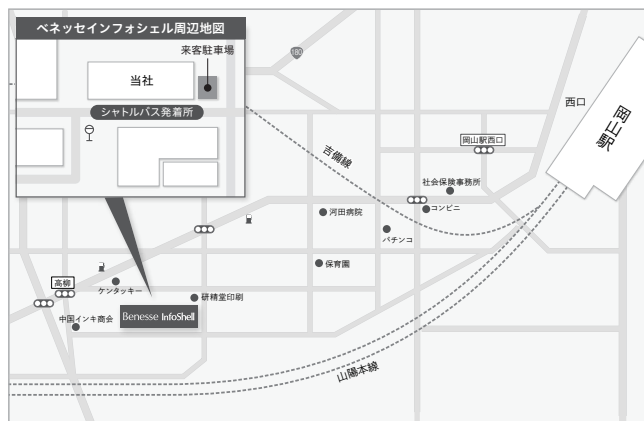 ベネッセインフォシェル周辺地図
来客駐車場
当社
シャトルバス発着所
180
西口
岡山駅
岡山駅西口
吉備線
社会保険事務所
コンビニ
河田病院
パチンコ
保育園
高柳
ケンタッキー
研精堂印刷
中国インキ商会
Benesse InfoShell
山陽本線